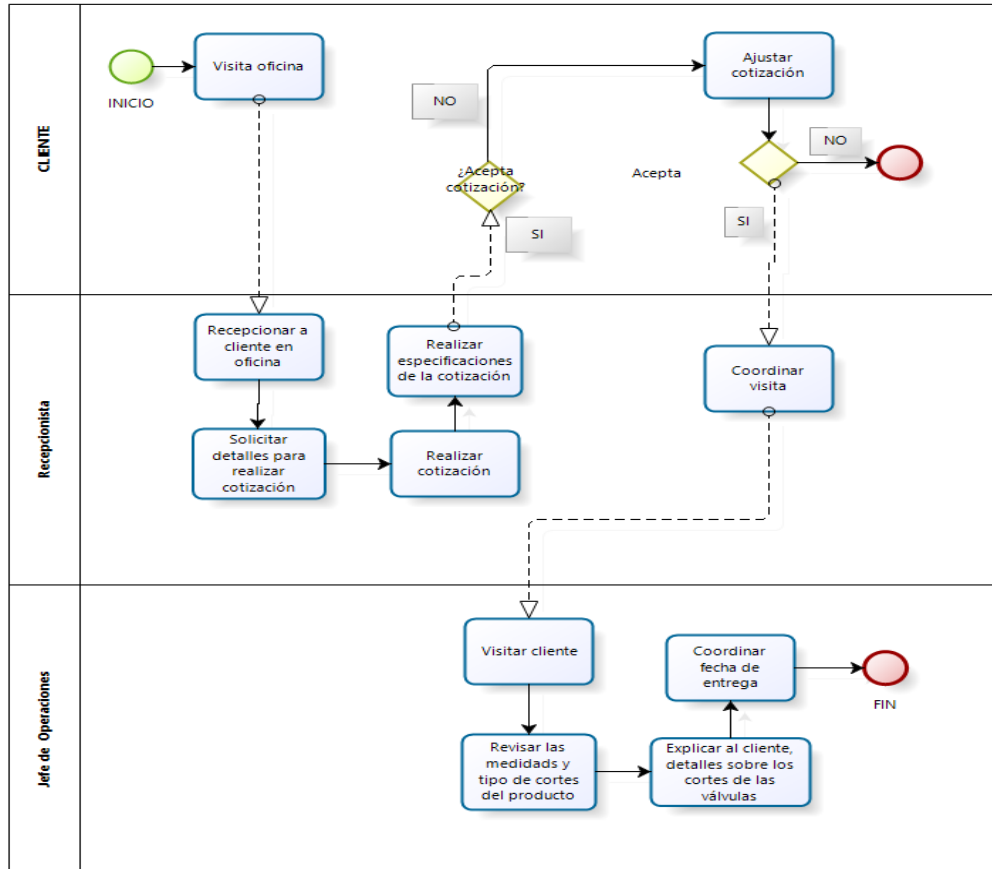 CLIENTE
INICIO
Visita oficina
NO
¿Acepta
cotización?
SI
Ajustar
cotización
Acepta
NO
SI
Recepcionista
Recepcionar a
cliente en
oficina
Solicitar
detalles para
realizar
cotización
Realizar
cotización
Realizar
especificaciones
de la cotización
Coordinar
visita
Jefe de Operaciones
Visitar cliente
Revisar las
medidads y
tipo de cortes
del producto
Explicar al cliente,
detalles sobre los
cortes de las
válvulas
Coordinar
fecha de
entrega
FIN